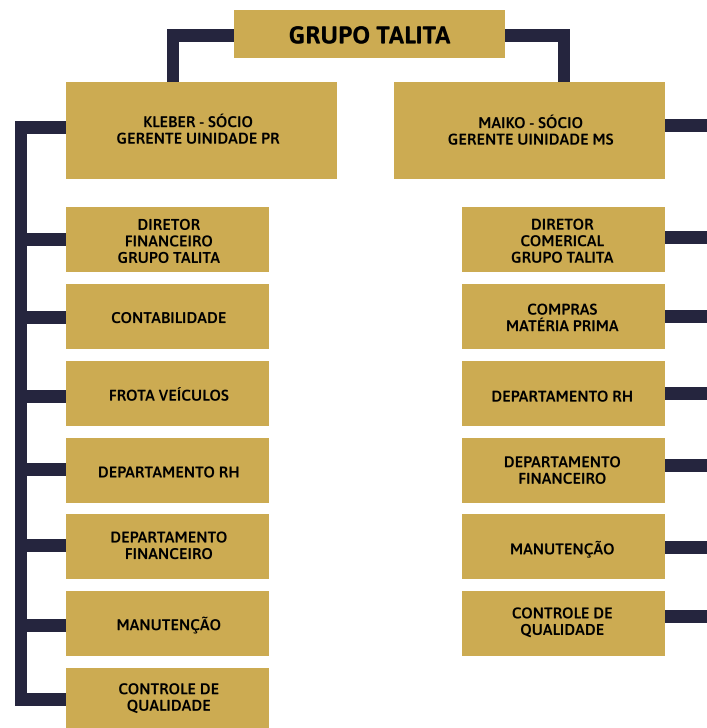 GRUPO TALITA
KLEBER - SÓCIO
GERENTE UINIDADE PR
DIRETOR
FINANCEIRO
GRUPO TALITA
CONTABILIDADE
FROTA VEÍCULOS
DEPARTAMENTO RH
DEPARTAMENTO
FINANCEIRO
MANUTENÇÃO
CONTROLE DE
QUALIDADE
MAIKO - SÓCIO
GERENTE UINIDADE MS
DIRETOR
COMERICAL
GRUPO TALITA
COMPRAS
MATÉRIA PRIMA
DEPARTAMENTO RH
DEPARTAMENTO
FINANCEIRO
MANUTENÇÃO
CONTROLE DE
QUALIDADE